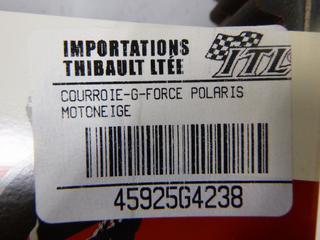 IMPORTATIONS
THIBAULT LTÉE
ITL
COURROIE-G-FORCE POLARIS
MOTONEIGE
45925G4238